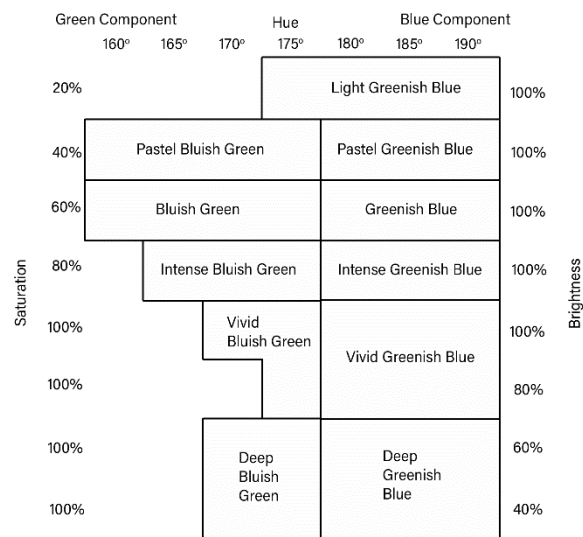 Green Component Hue Blue Component
160° 165° 170° 175° 180° 185° 190°
20% Light Greenish Blue 100%
40% Pastel Bluish Green Pastel Greenish Blue 100%
60% Bluish Green Greenish Blue 100%
80% Intense Bluish Green Intense Greenish Blue 100%
Saturation
Brightness
100% Vivid
Bluish Green Vivid Greenish Blue 100%
100% 80%
100% Deep
Bluish
Green Deep
Greenish
Blue 60%
100% 40%